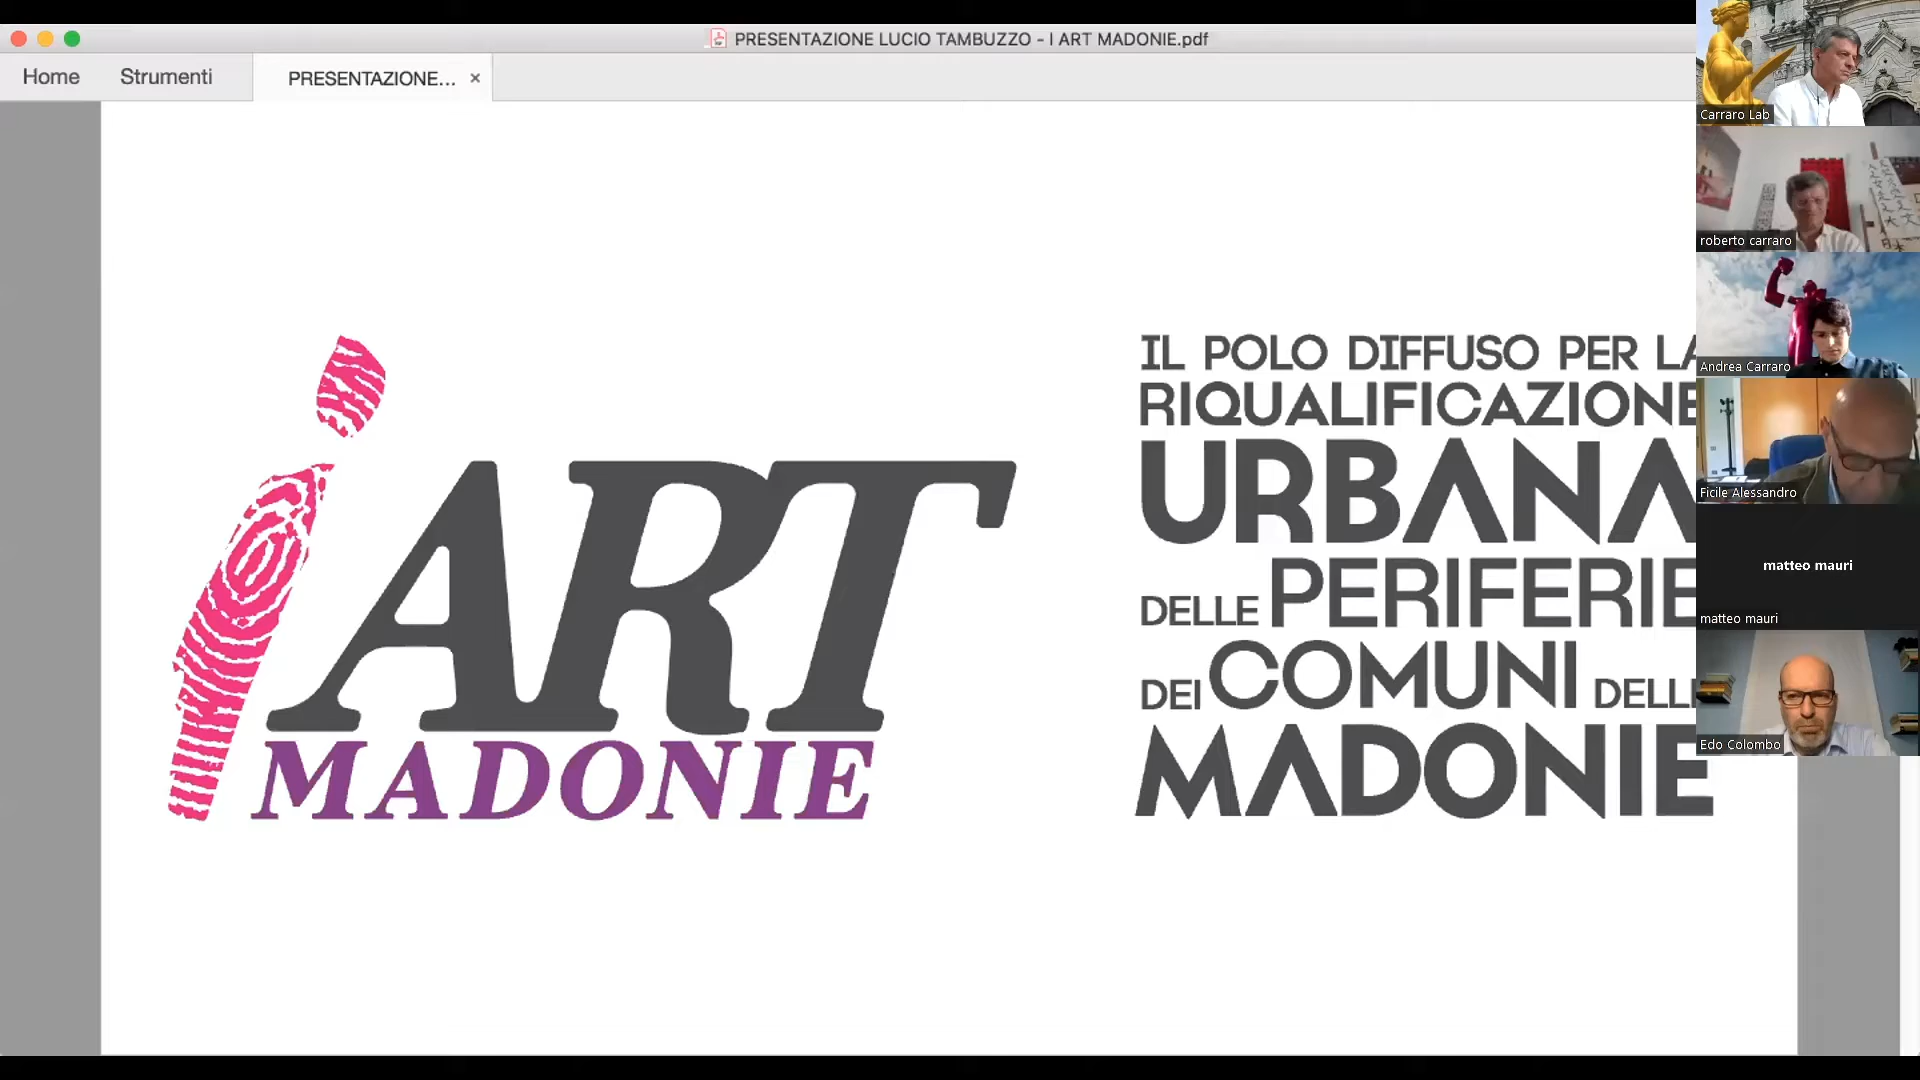 PRESENTAZIONE LUCIO TAMBUZZO - I ART MADONIE.pdf
Home Strumenti PRESENTAZIONE... ×
i ART
MADONIE
IL POLO DIFFUSO PER LA
RIQUALIFICAZIONE
URBANA
DELLE PERIFERIE
DEI COMUNI DELL
MADONIE
Carraro Lab
roberto carraro
Andrea Carraro
Ficile Alessandro
matteo mauri
matteo mauri
Edo Colombo